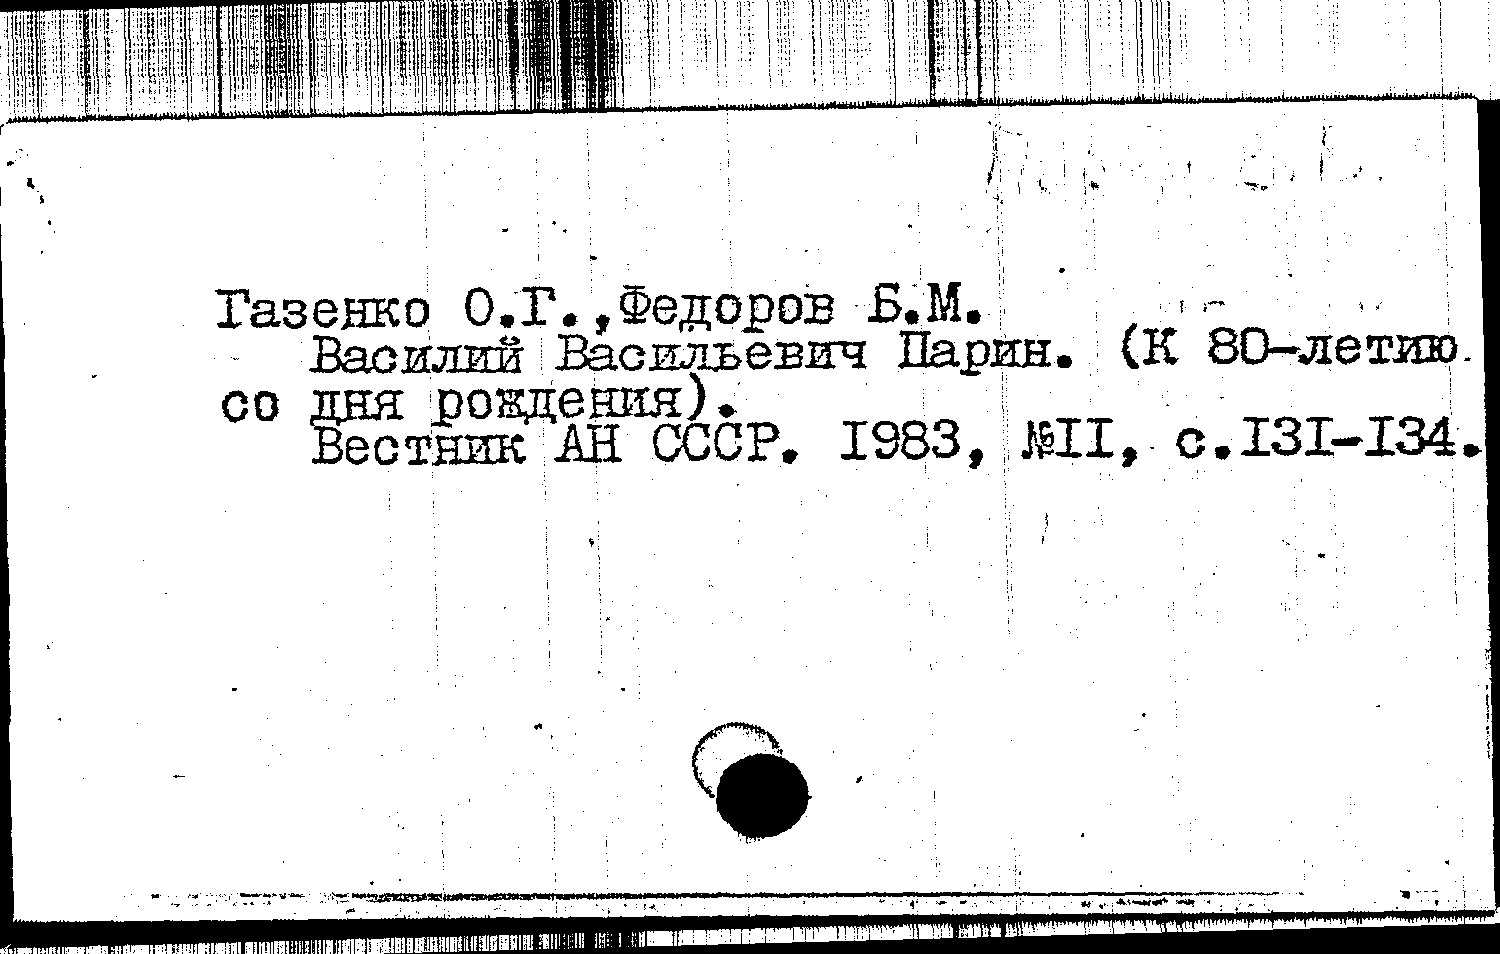 Газенко О.Г.,Федоров Б.М.
Василий Васильевич Парин. (К 80-летию
со дня рождения).
Вестник АН СССР. 1983, №11, с.131-134.